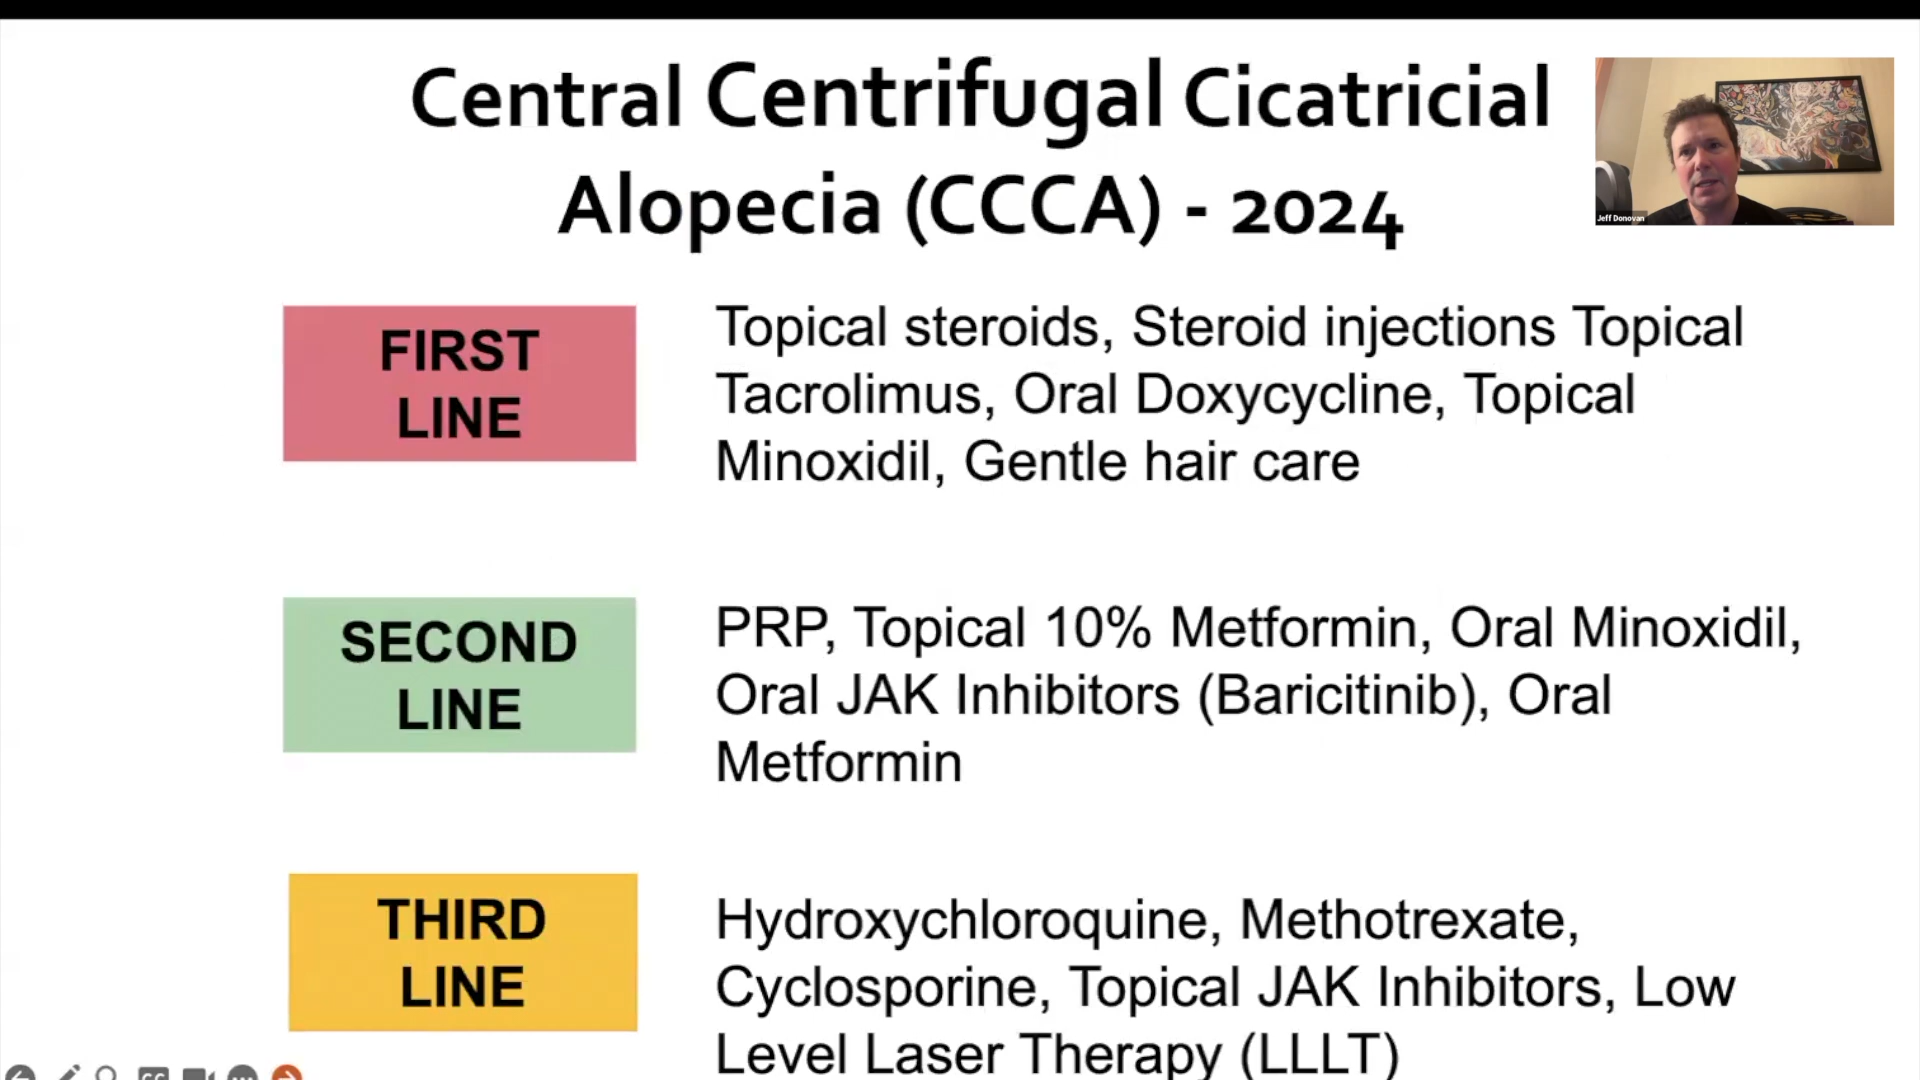 Central Centrifugal Cicatricial
Alopecia (CCCA) - 2024
Jeff Donovan
FIRST
LINE
Topical steroids, Steroid injections Topical
Tacrolimus, Oral Doxycycline, Topical
Minoxidil, Gentle hair care
SECOND
LINE
PRP, Topical 10% Metformin, Oral Minoxidil,
Oral JAK Inhibitors (Baricitinib), Oral
Metformin
THIRD
LINE
Hydroxychloroquine, Methotrexate,
Cyclosporine, Topical JAK Inhibitors, Low
Level Laser Therapy (LLLT)
CC